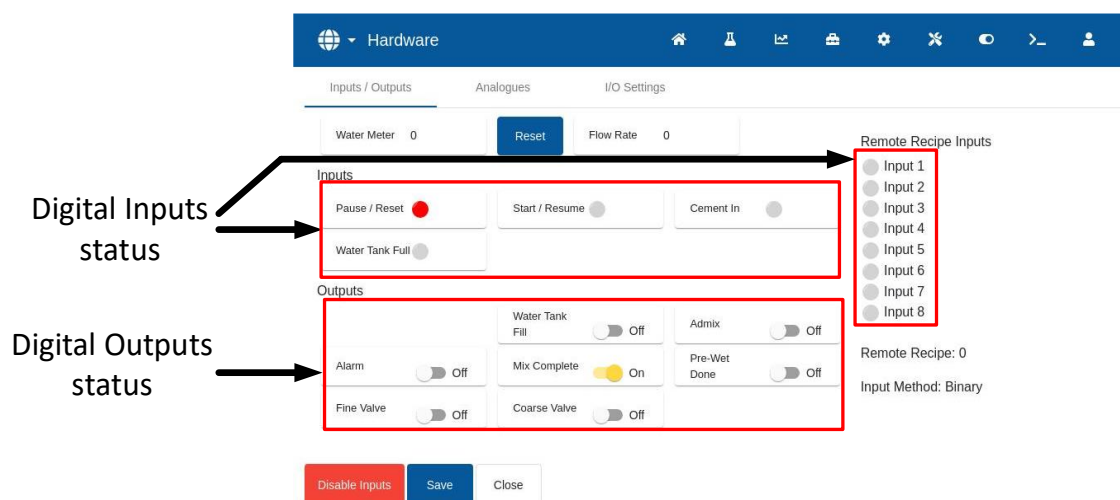 Hardware
>_
Inputs / Outputs
Analogues
I/O Settings
Water Meter 0
Reset
Flow Rate 0
Remote Recipe Inputs
Input 1
Input 2
Input 3
Input 4
Input 5
Input 6
Input 7
Input 8
Remote Recipe: 0
Input Method: Binary
Digital Inputs
status
Inputs
Pause / Reset
Start / Resume
Cement In
Water Tank Full
Digital Outputs
status
Outputs
Water Tank
Fill
Off
Admix
Off
Alarm
Off
Mix Complete
On
Pre-Wet
Done
Off
Fine Valve
Off
Coarse Valve
Off
Disable Inputs
Save
Close